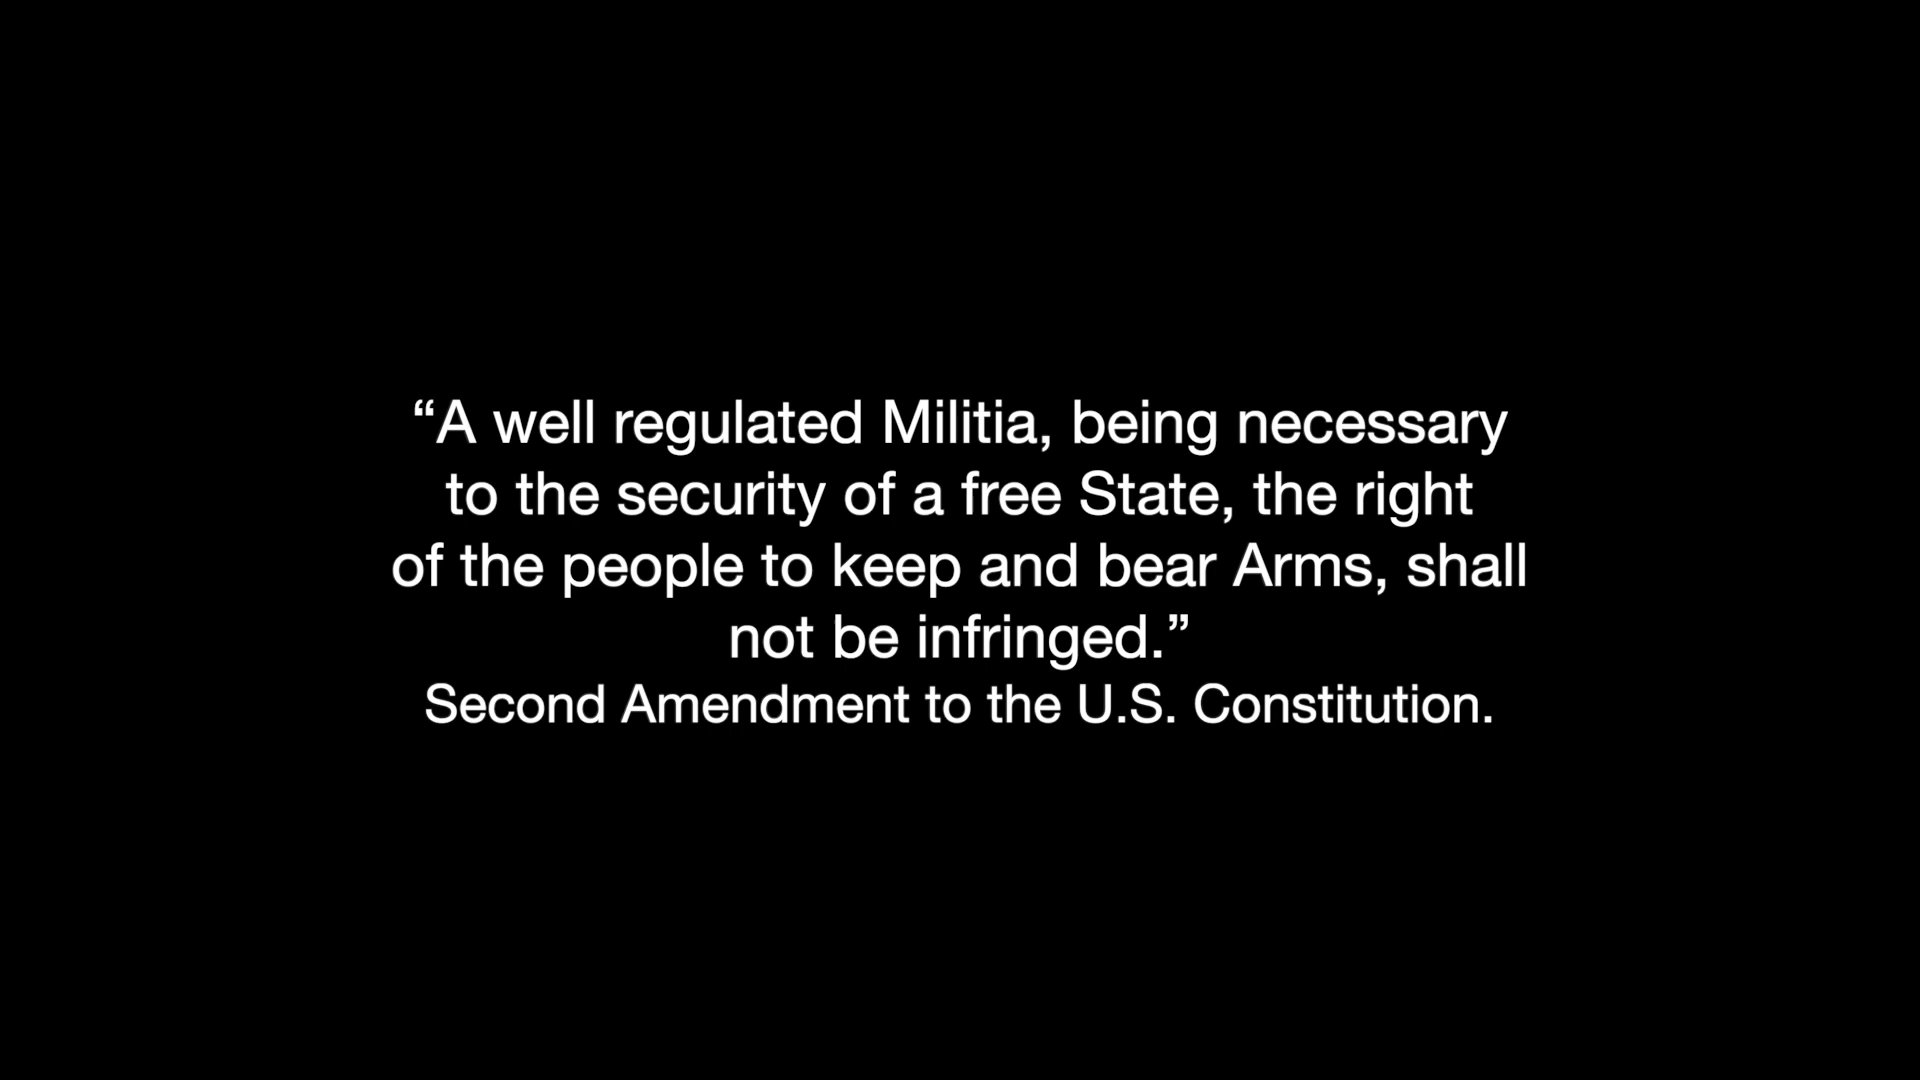 “A well regulated Militia, being necessary
to the security of a free State, the right
of the people to keep and bear Arms, shall
not be infringed.”
Second Amendment to the U.S. Constitution.